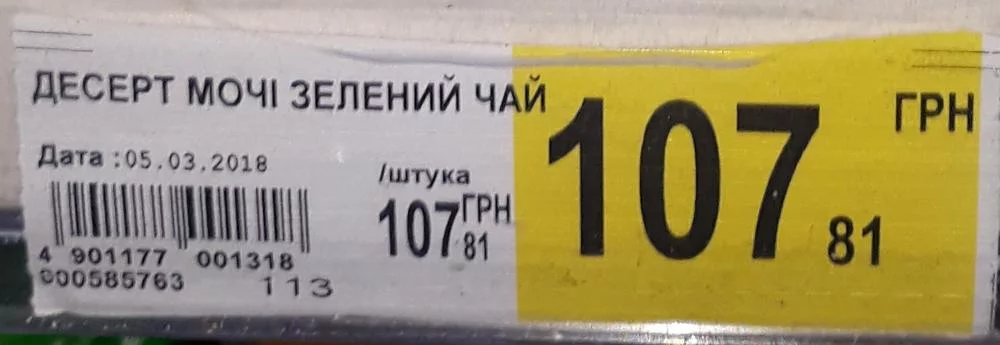 ДЕСЕРТ МОЧІ ЗЕЛЕНИЙ ЧАЙ
Дата :05.03.2018
/штука
107 ГРН 81
4 901177 001318
000585763 113
107 81 ГРН